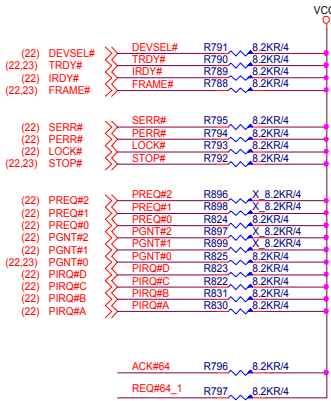 VCC
(22) DEVSEL# DEVSEL# R791 8.2KR/4
(22,23) TRDY# TRDY# R790 8.2KR/4
(22) IRDY# IRDY# R789 8.2KR/4
(22,23) FRAME# FRAME# R788 8.2KR/4
(22) SERR# SERR# R795 8.2KR/4
(22) PERR# PERR# R794 8.2KR/4
(22) LOCK# LOCK# R793 8.2KR/4
(22,23) STOP# STOP# R792 8.2KR/4
(22) PREQ#2 PREQ#2 R896 X_8.2KR/4
(22) PREQ#1 PREQ#1 R898 X_8.2KR/4
(22) PREQ#0 PREQ#0 R824 8.2KR/4
(22) PGNT#2 PGNT#2 R897 X_8.2KR/4
(22) PGNT#1 PGNT#1 R899 X_8.2KR/4
(22,23) PGNT#0 PGNT#0 R825 8.2KR/4
(22) PIRQ#D PIRQ#D R823 8.2KR/4
(22) PIRQ#C PIRQ#C R822 8.2KR/4
(22) PIRQ#B PIRQ#B R831 8.2KR/4
(22) PIRQ#A PIRQ#A R830 8.2KR/4
ACK#64 R796 8.2KR/4
REQ#64_1 R797 8.2KR/4